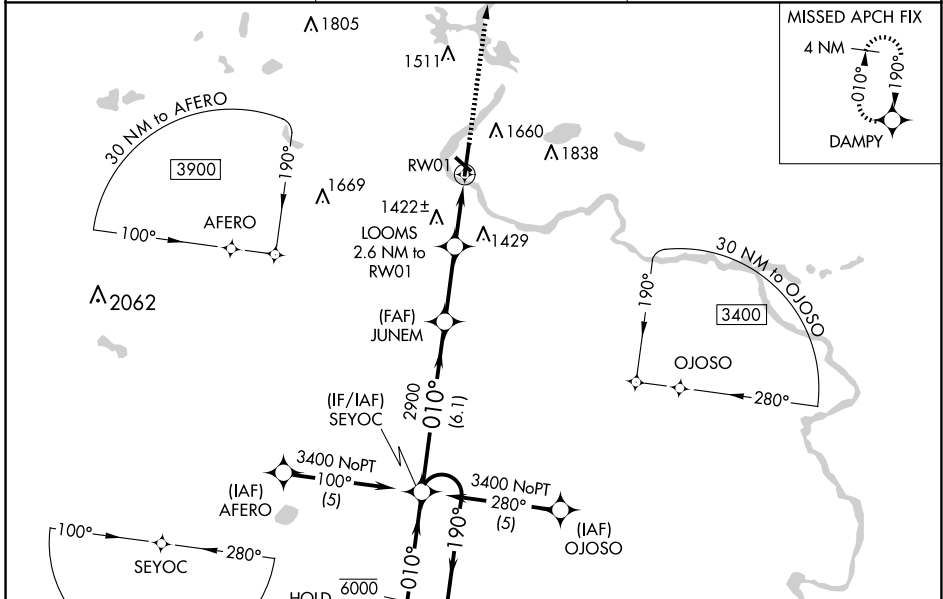 1805
1511
MISSED APCH FIX
4 NM
010°
190°
DAMPY
30 NM to AFERO
3900
190°
AFERO
100°
1660
1838
RW01
1669
1422±
LOOMS
2.6 NM to
RW01
1429
30 NM to OJOSO
190°
3400
OJOSO
280°
2062
(FAF)
JUNEM
2900
010°
(6.1)
(IF/IAF)
SEYOC
3400 NoPT
100°
(5)
(IAF)
AFERO
3400 NoPT
280°
(5)
(IAF)
OJOSO
190°
010°
100°
280°
SEYOC
6000
HOLD